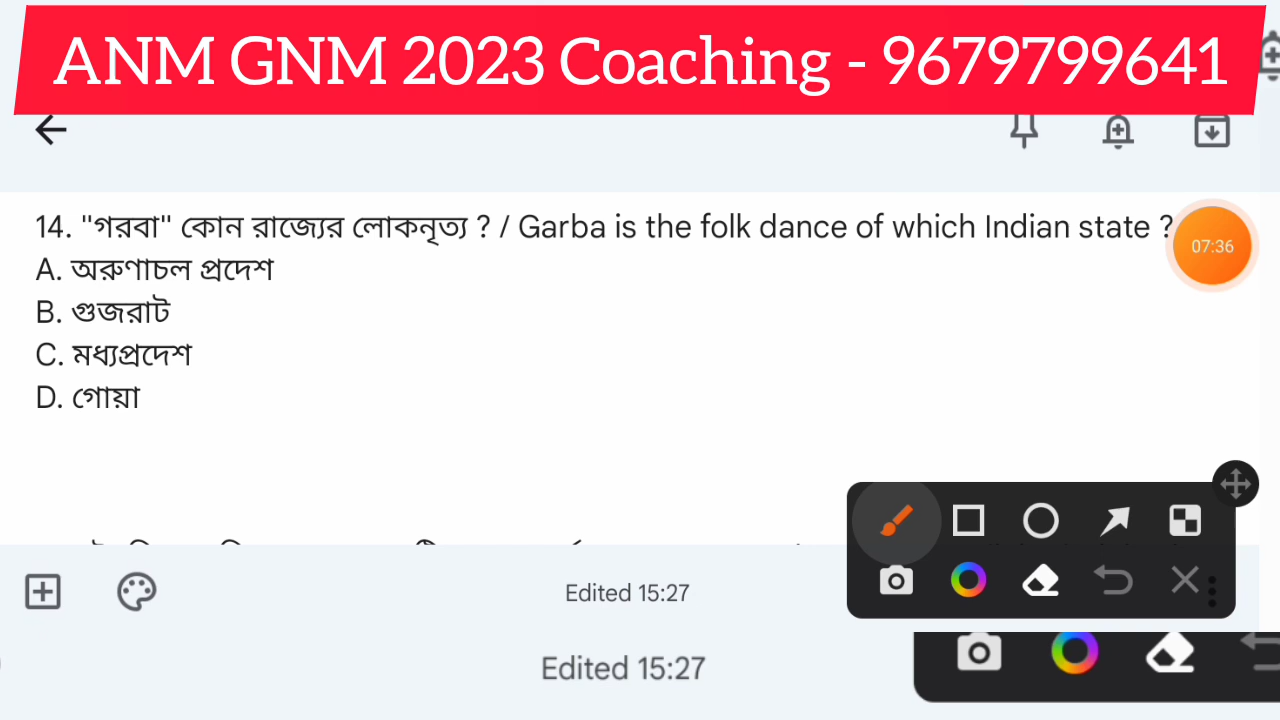 ANM GNM 2023 Coaching - 9679799641
14. "গরবা" কোন রাজ্যের লোকনৃত্য ? / Garba is the folk dance of which Indian state ?
07:36
A. অরুণাচল প্রদেশ
B. গুজরাট
C. মধ্যপ্রদেশ
D. গোয়া
Edited 15:27
Edited 15:27